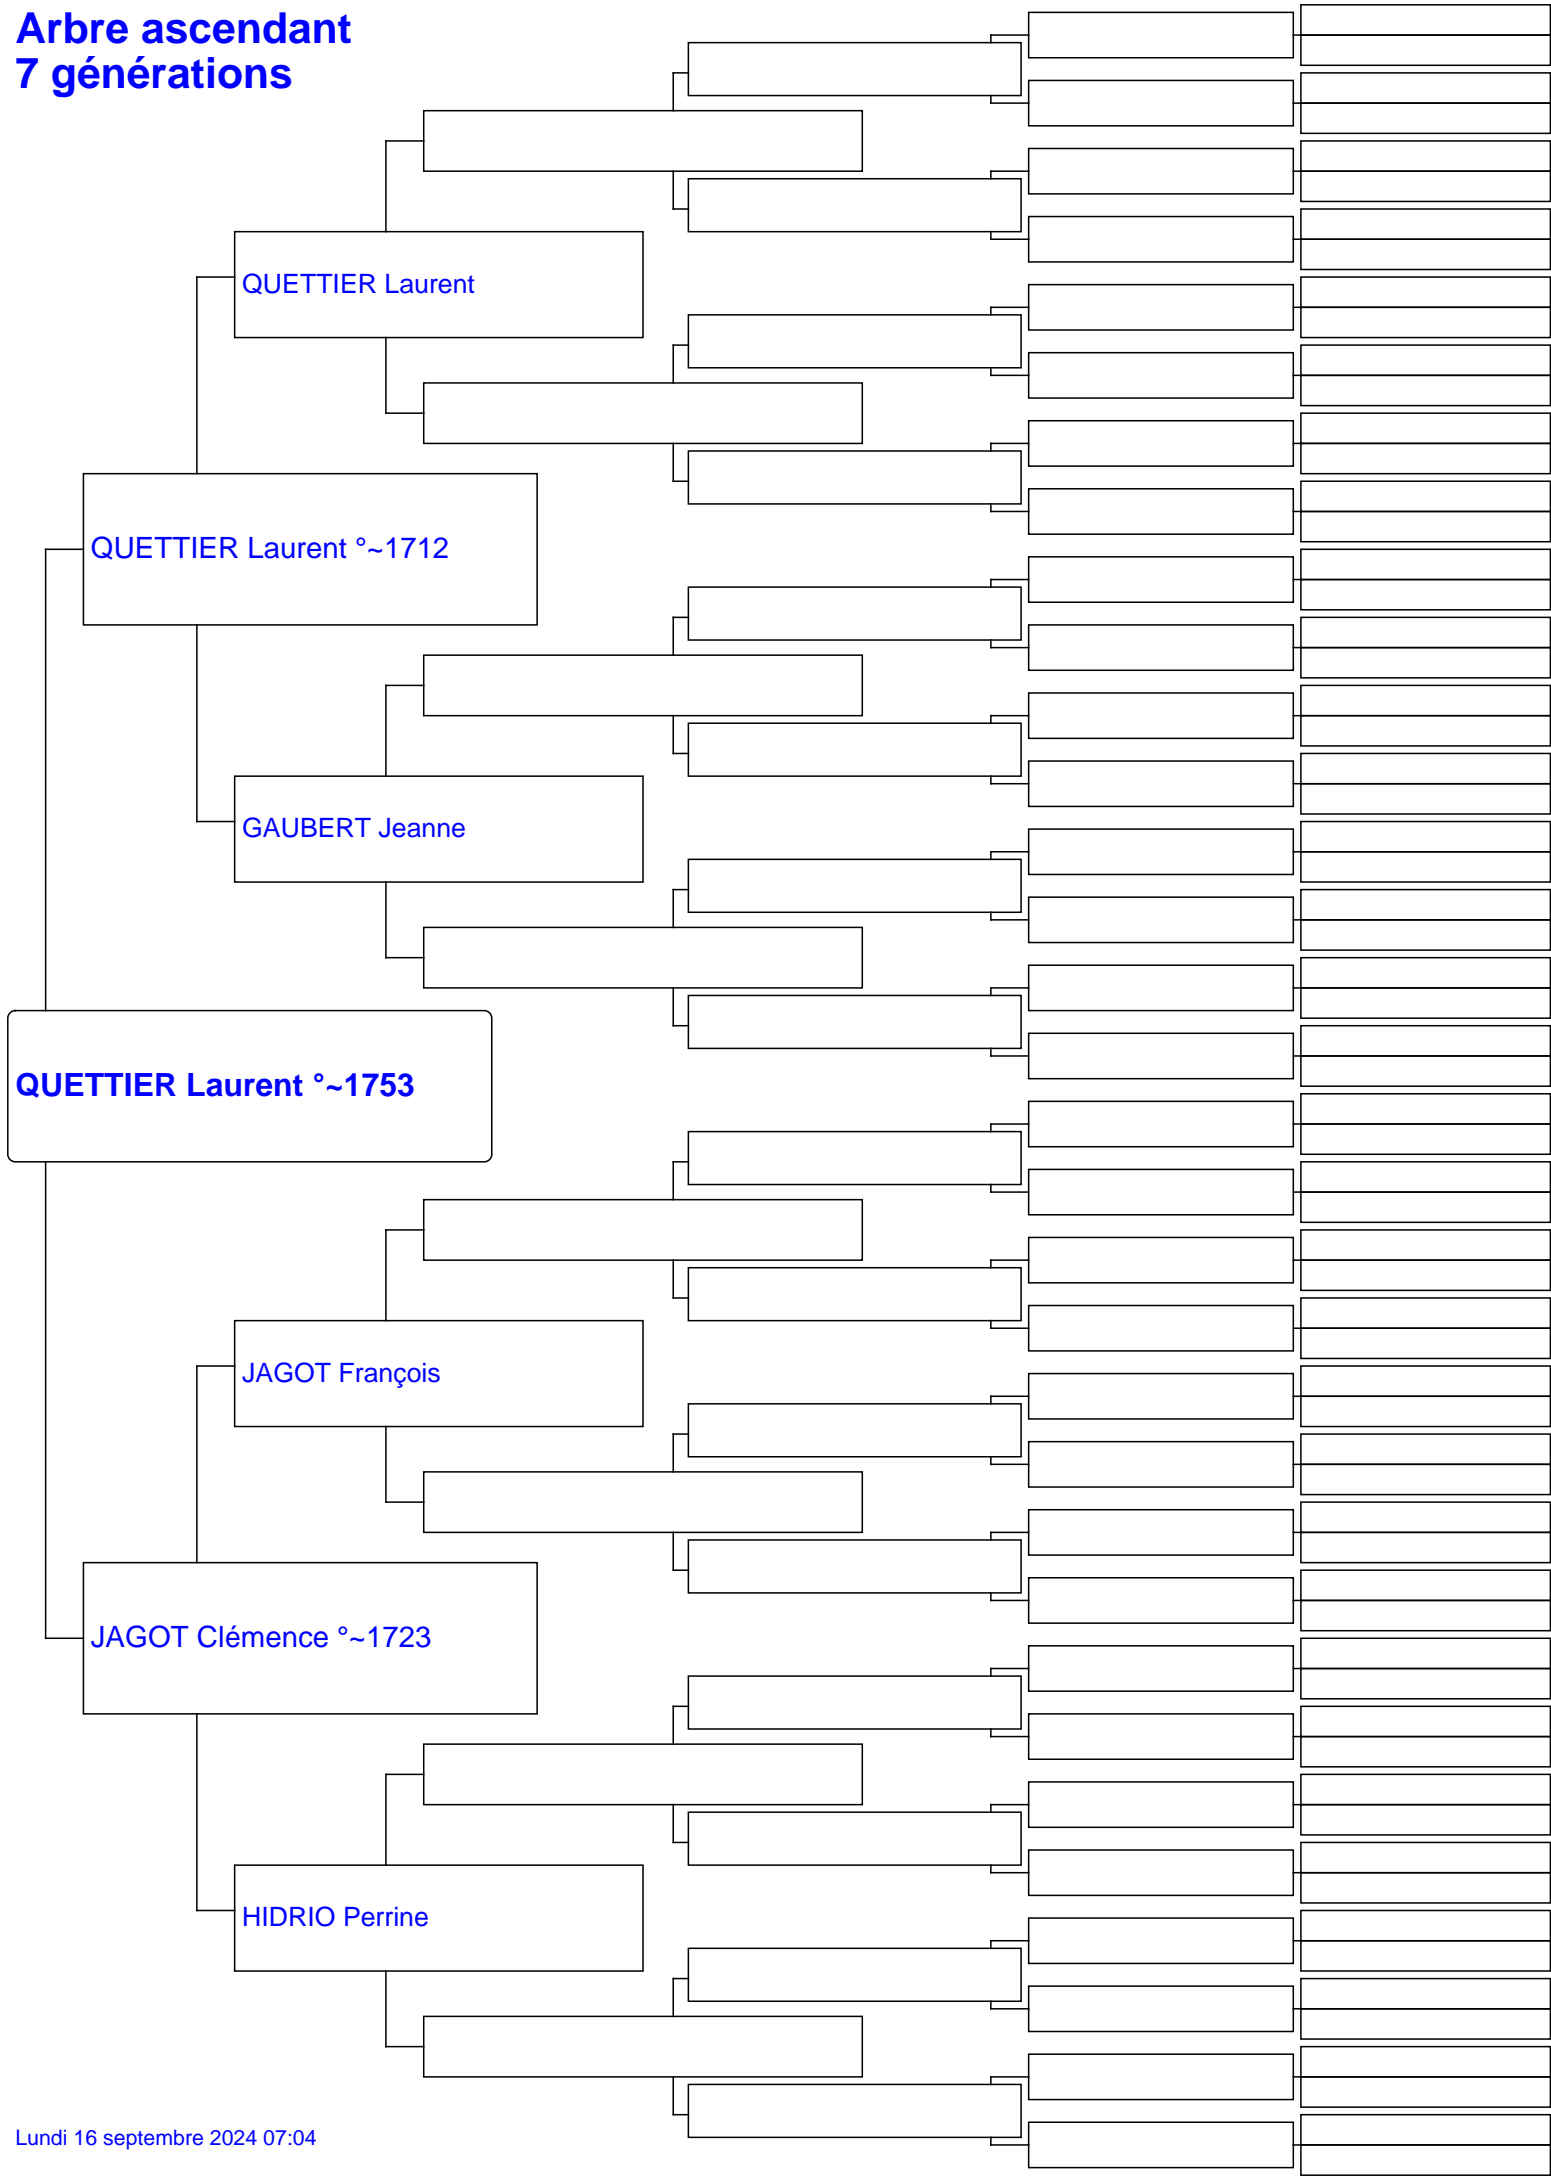 Arbre ascendant
7 générations
QUETTIER Laurent
QUETTIER Laurent °~1712
GAUBERT Jeanne
QUETTIER Laurent °~1753
JAGOT François
JAGOT Clémence °~1723
HIDRIO Perrine
Lundi 16 septembre 2024 07:04